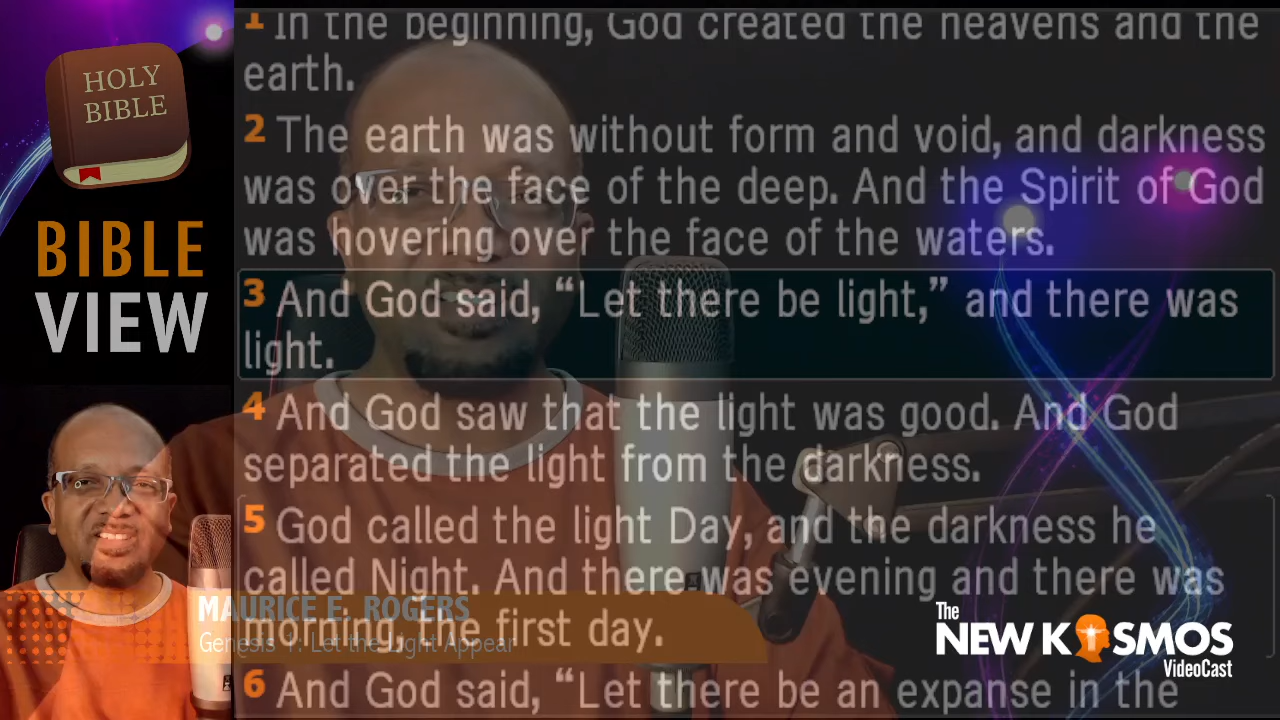 HOLY
BIBLE
BIBLE
VIEW
1 In the beginning, God created the heavens and the
earth.
2 The earth was without form and void, and darkness
was over the face of the deep. And the Spirit of God
was hovering over the face of the waters.
3 And God said, “Let there be light,” and there was
light.
4 And God saw that the light was good. And God
separated the light from the darkness.
5 God called the light Day, and the darkness he
called Night. And there was evening and there was
morning, the first day.
6 And God said, “Let there be an expanse in the
MAURICE E. ROGERS
Genesis 1: Let the Light Appear
The
NEW KOSMOS
VideoCast